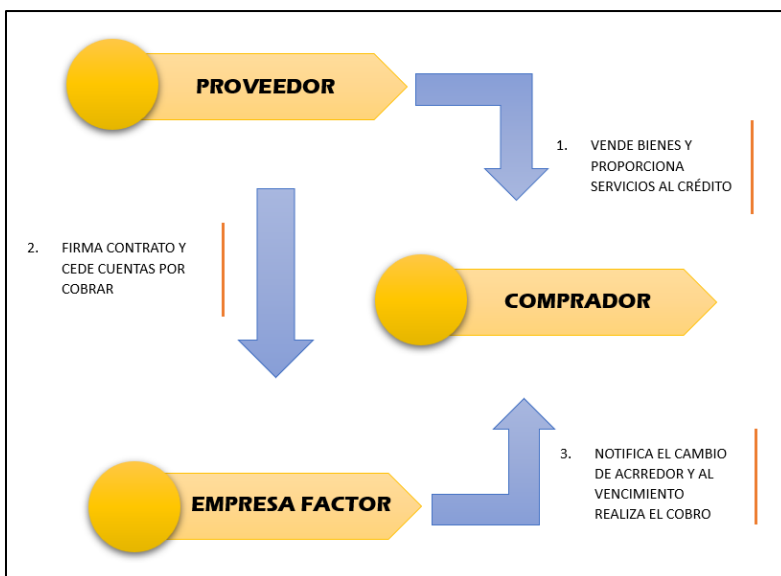 PROVEEDOR
1. VENDE BIENES Y
PROPORCIONA
SERVICIOS AL CRÉDITO
2. FIRMA CONTRATO Y
CEDE CUENTAS POR
COBRAR
COMPRADOR
3. NOTIFICA EL CAMBIO
DE ACRREDOR Y AL
VENCIMIENTO
REALIZA EL COBRO
EMPRESA FACTOR